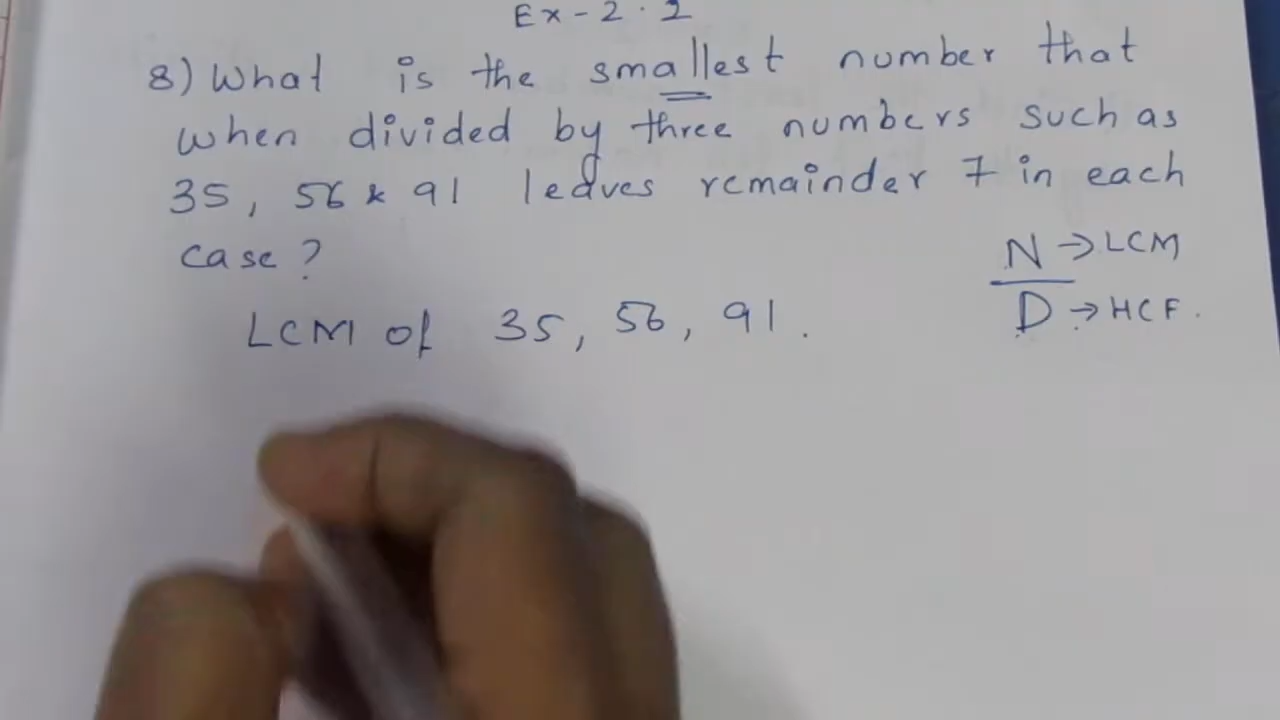 Ex - 2.2
8) What is the smallest number that
when divided by three numbers such as
35, 56 & 91 leaves remainder 7 in each
case?
N → LCM
D → HCF.
LCM of 35, 56, 91.